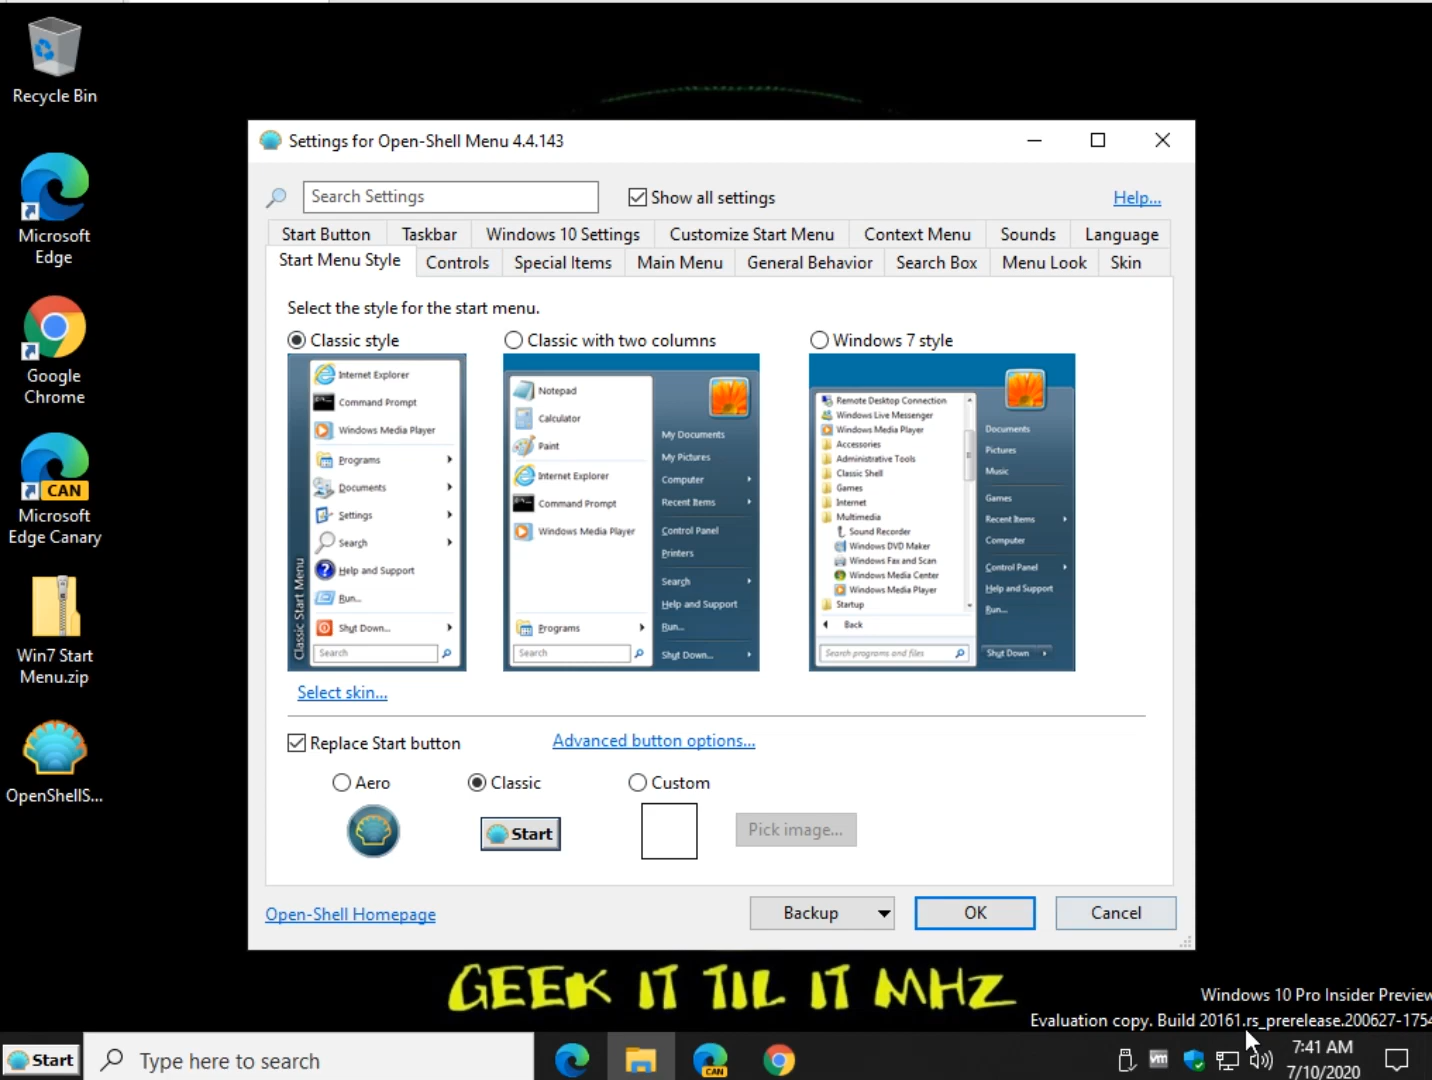 Recycle Bin
Microsoft
Edge
Google
Chrome
CAN
Microsoft
Edge Canary
Win7 Start
Menu.zip
OpenShellS...
Settings for Open-Shell Menu 4.4.143
Search Settings
Show all settings
Help...
Start Button Taskbar Windows 10 Settings Customize Start Menu Context Menu Sounds Language
Start Menu Style Controls Special Items Main Menu General Behavior Search Box Menu Look Skin
Select the style for the start menu.
Classic style
Internet Explorer
Command Prompt
Windows Media Player
Programs
Documents
Settings
Search
Help and Support
Run...
Shut Down...
Search
Classic Start Menu
Classic with two columns
Notepad
Calculator
Paint
Internet Explorer
Command Prompt
Windows Media Player
Programs
Search
My Documents
My Pictures
Computer
Recent Items
Control Panel
Printers
Search
Help and Support
Run...
Shut Down...
Windows 7 style
Remote Desktop Connection
Windows Live Messenger
Windows Media Player
Accessories
Administrative Tools
Classic Shell
Games
Internet
Multimedia
Sound Recorder
Windows DVD Maker
Windows Fax and Scan
Windows Media Center
Windows Media Player
Startup
Back
Search programs and files
Documents
Pictures
Music
Games
Recent Items
Computer
Control Panel
Help and Support
Run...
Shut Down
Select skin...
Replace Start button
Advanced button options...
Aero
Classic
Custom
Start
Pick image...
Open-Shell Homepage
Backup
OK
Cancel
GEEK IT TIL IT MHZ
Windows 10 Pro Insider Preview
Evaluation copy. Build 20161.rs_prerelease.200627-1754
Start
Type here to search
CAN
vm
7:41 AM
7/10/2020